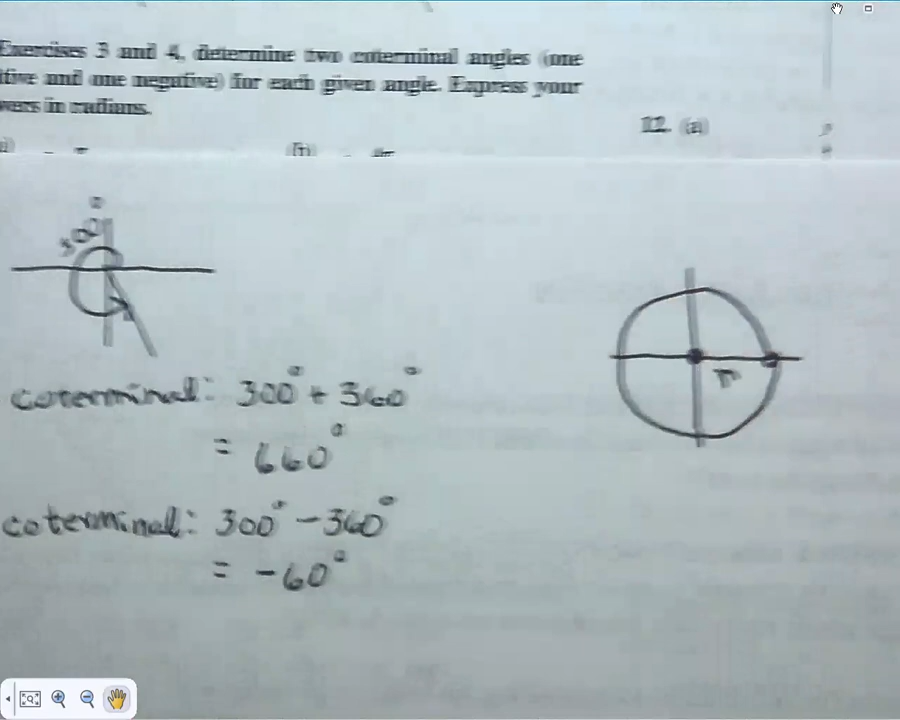 Exercises 3 and 4, determine two coterminal angles (one
tive and one negative) for each given angle. Express your
wers in radians.
12. (a)
300°
coterminal: 300° + 360°
= 660°
coterminal: 300° - 360°
= -60°
r